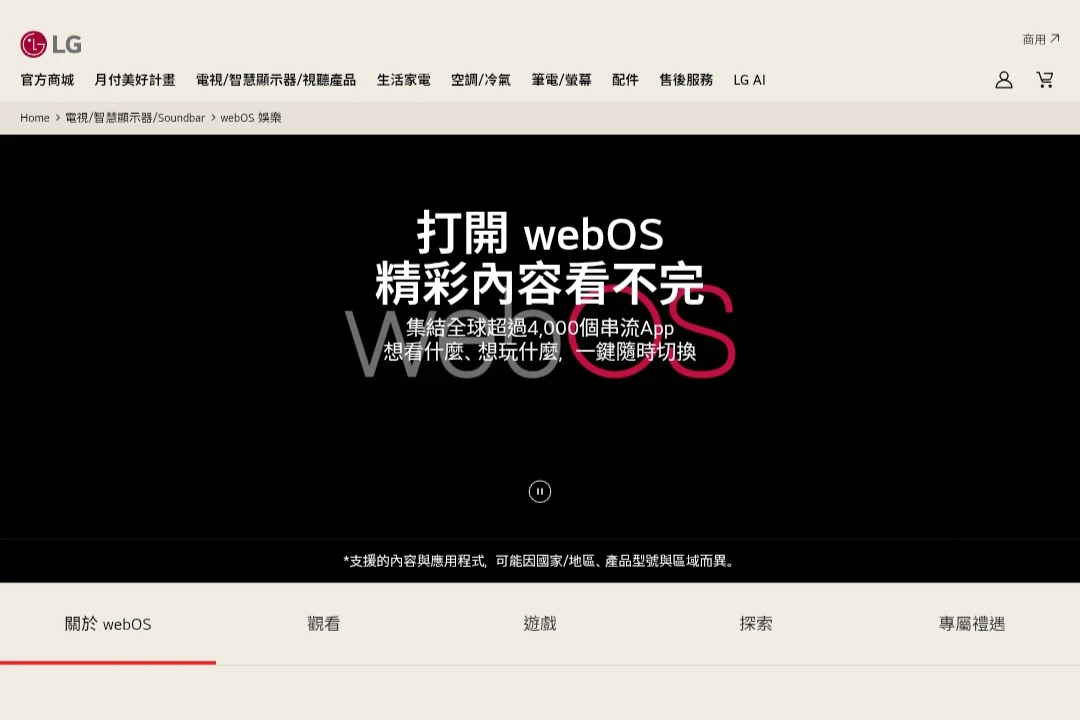 LG
商用
官方商城 月付美好計畫 電視/智慧顯示器/視聽產品 生活家電 空調/冷氣 筆電/螢幕 配件 售後服務 LG AI
Home > 電視/智慧顯示器/Soundbar > webOS 娛樂
打開 webOS
精彩內容看不完
webOS
集結全球超過4,000個串流App
想看什麼、想玩什麼，一鍵隨時切換
*支援的內容與應用程式，可能因國家/地區、產品型號與區域而異。
關於 webOS 觀看 遊戲 探索 專屬禮遇